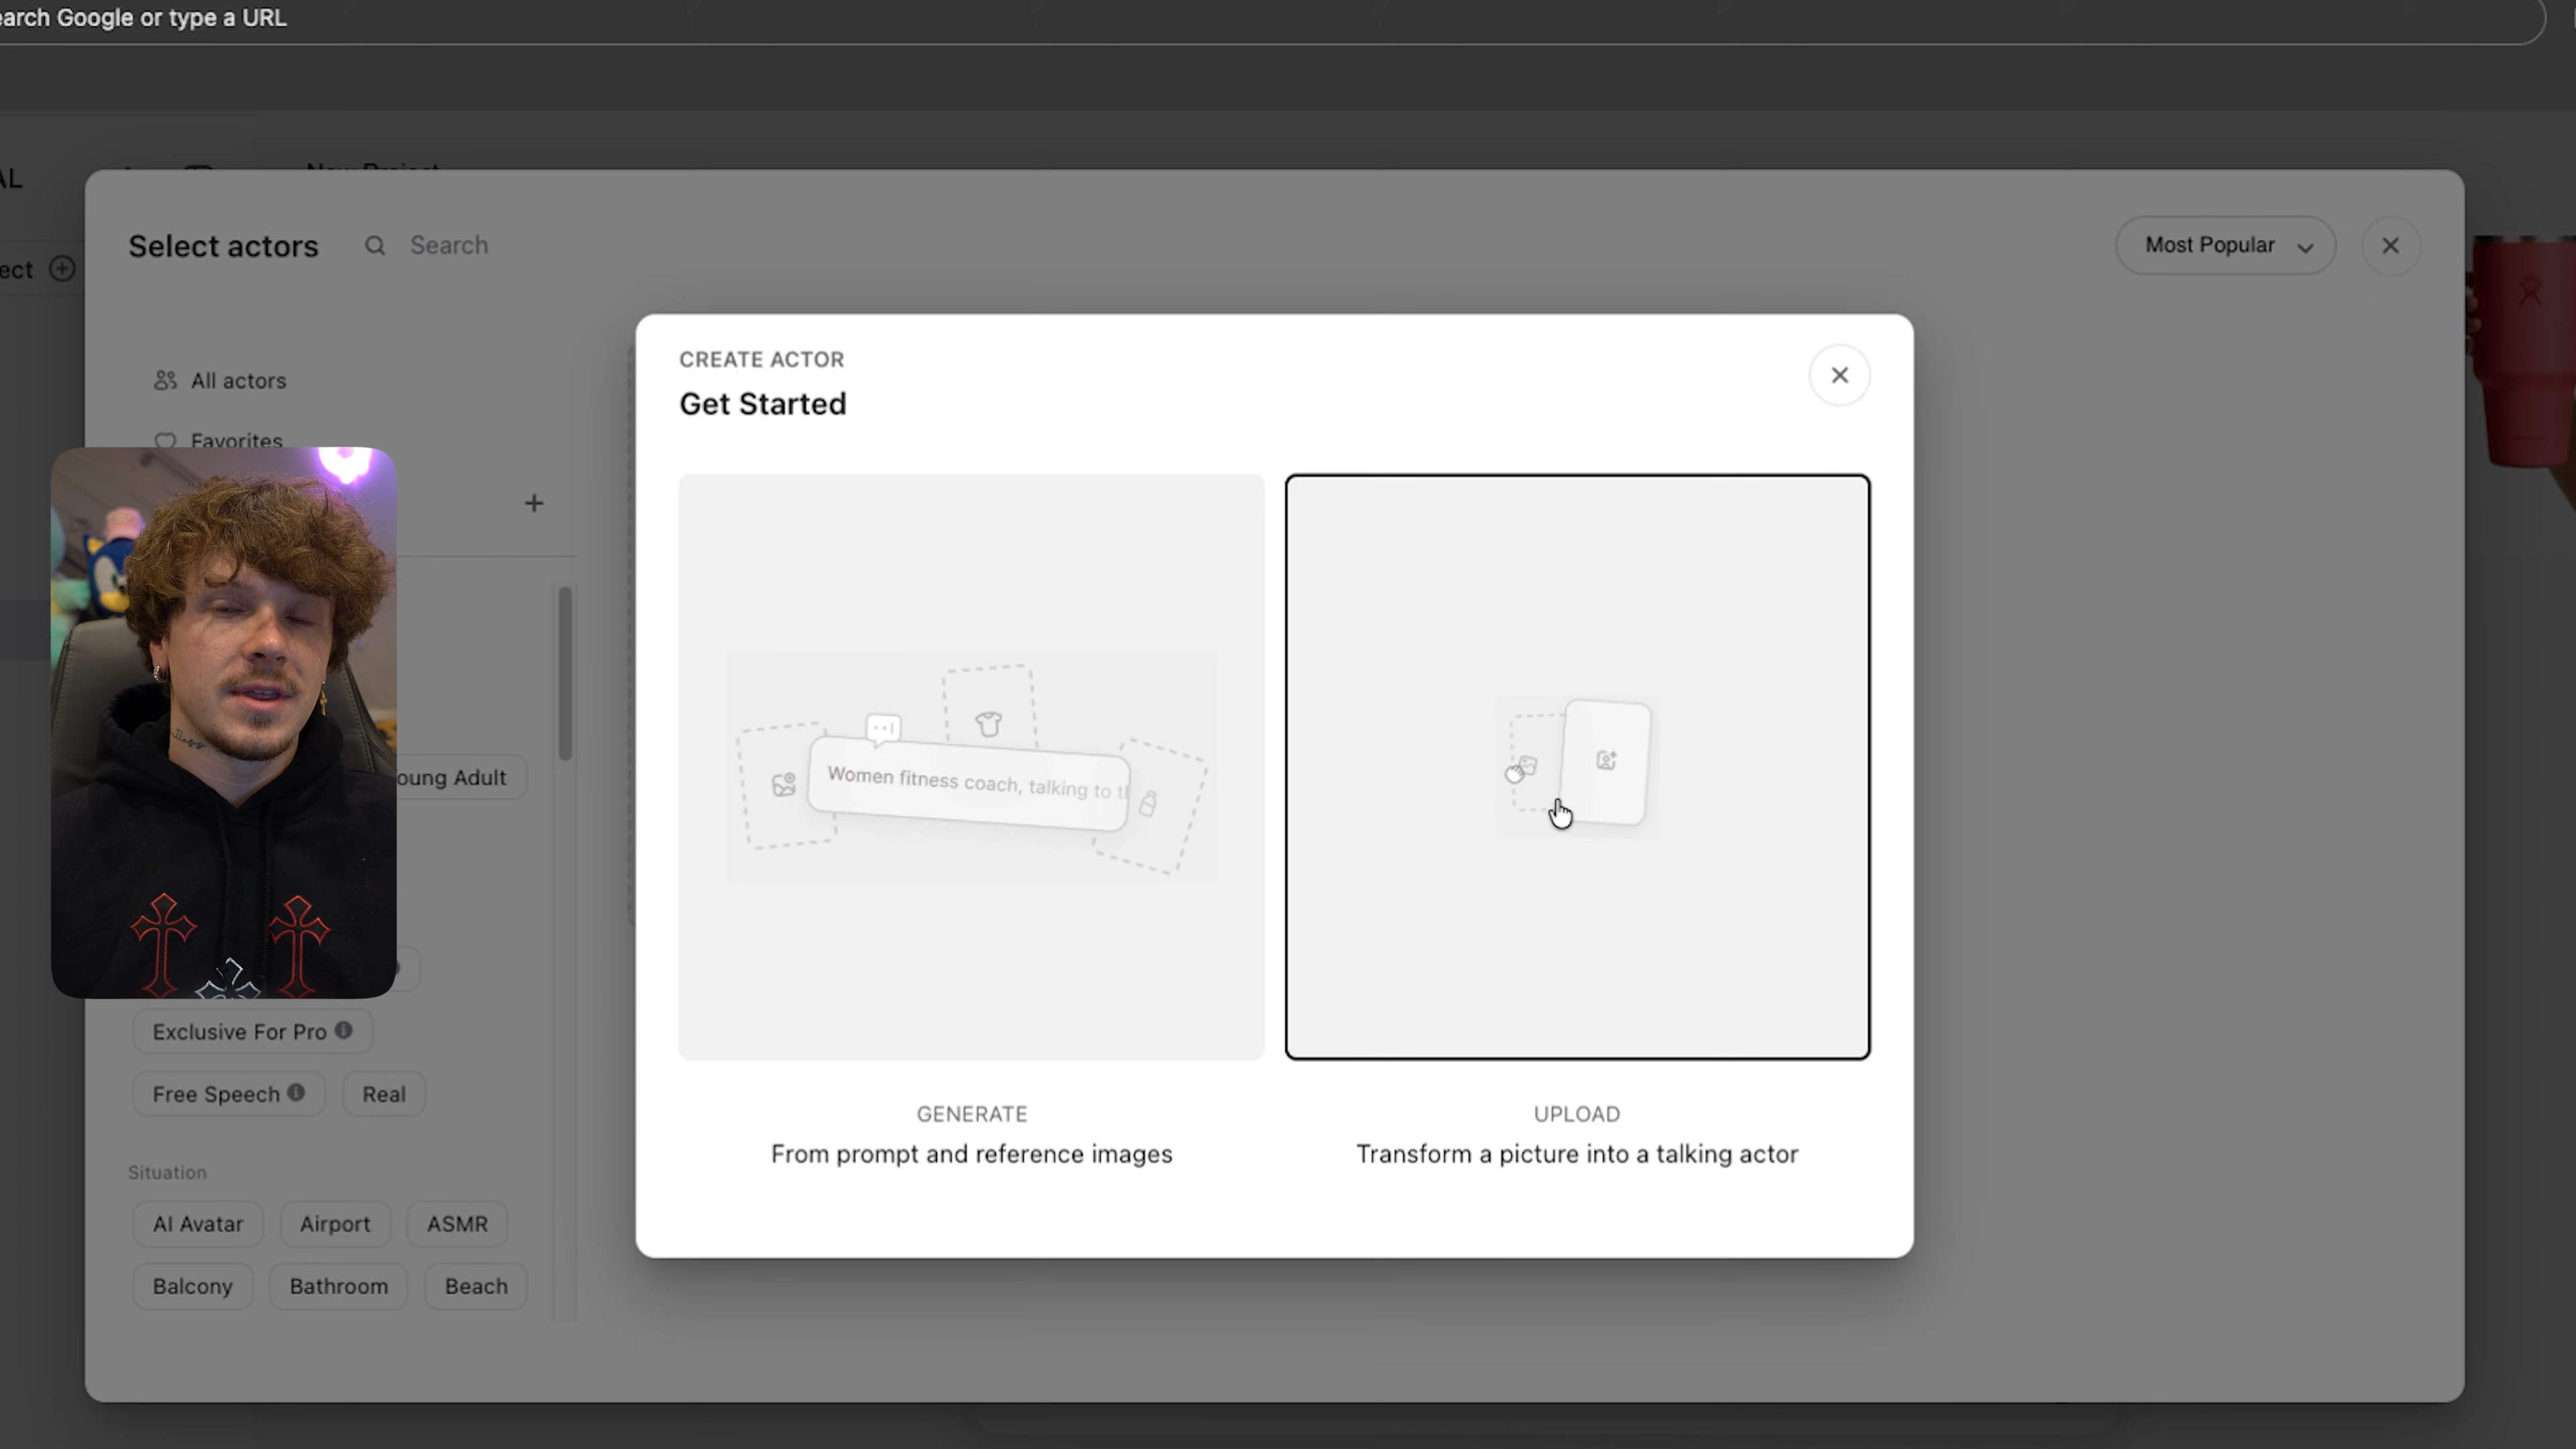 earch Google or type a URL
AL
ect
Select actors
Search
Most Popular
All actors
Favorites
oung Adult
Exclusive For Pro
Free Speech
Real
Situation
AI Avatar
Airport
ASMR
Balcony
Bathroom
Beach
CREATE ACTOR
Get Started
Women fitness coach, talking to t
GENERATE
From prompt and reference images
UPLOAD
Transform a picture into a talking actor